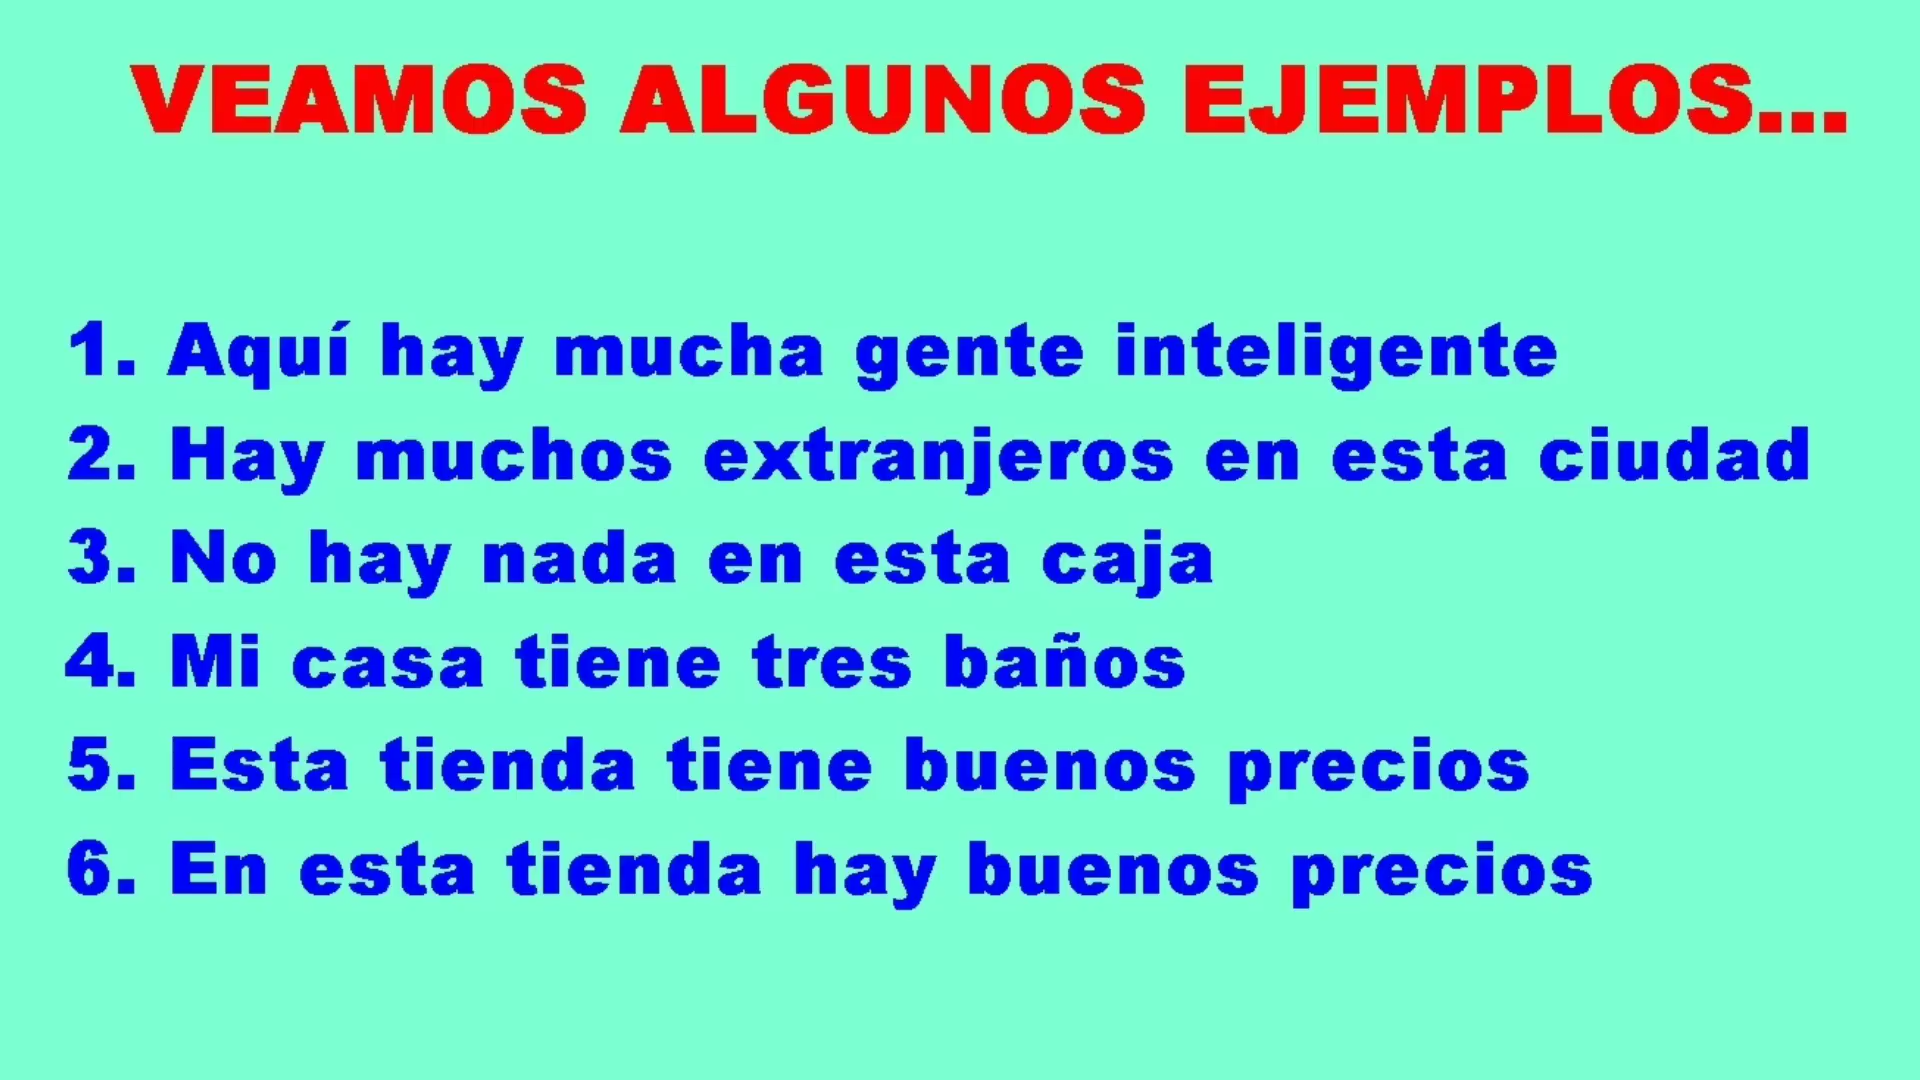 VEAMOS ALGUNOS EJEMPLOS...
1. Aquí hay mucha gente inteligente
2. Hay muchos extranjeros en esta ciudad
3. No hay nada en esta caja
4. Mi casa tiene tres baños
5. Esta tienda tiene buenos precios
6. En esta tienda hay buenos precios